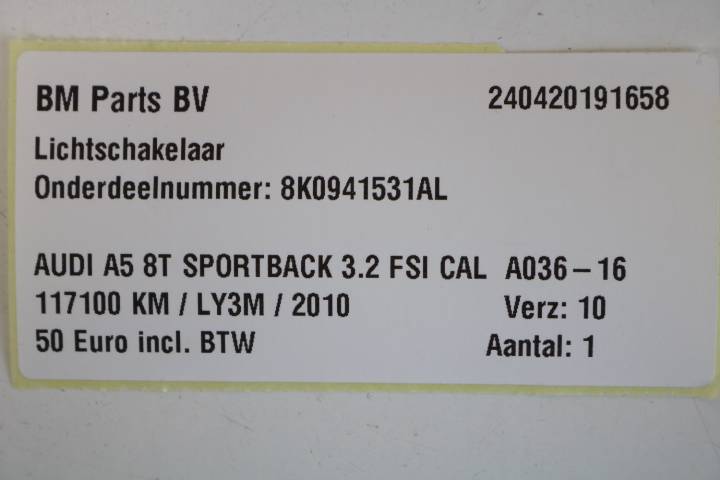 BM Parts BV 240420191658
Lichtschakelaar
Onderdeelnummer: 8K0941531AL
AUDI A5 8T SPORTBACK 3.2 FSI CAL A036-16
117100 KM / LY3M / 2010 Verz: 10
50 Euro incl. BTW Aantal: 1